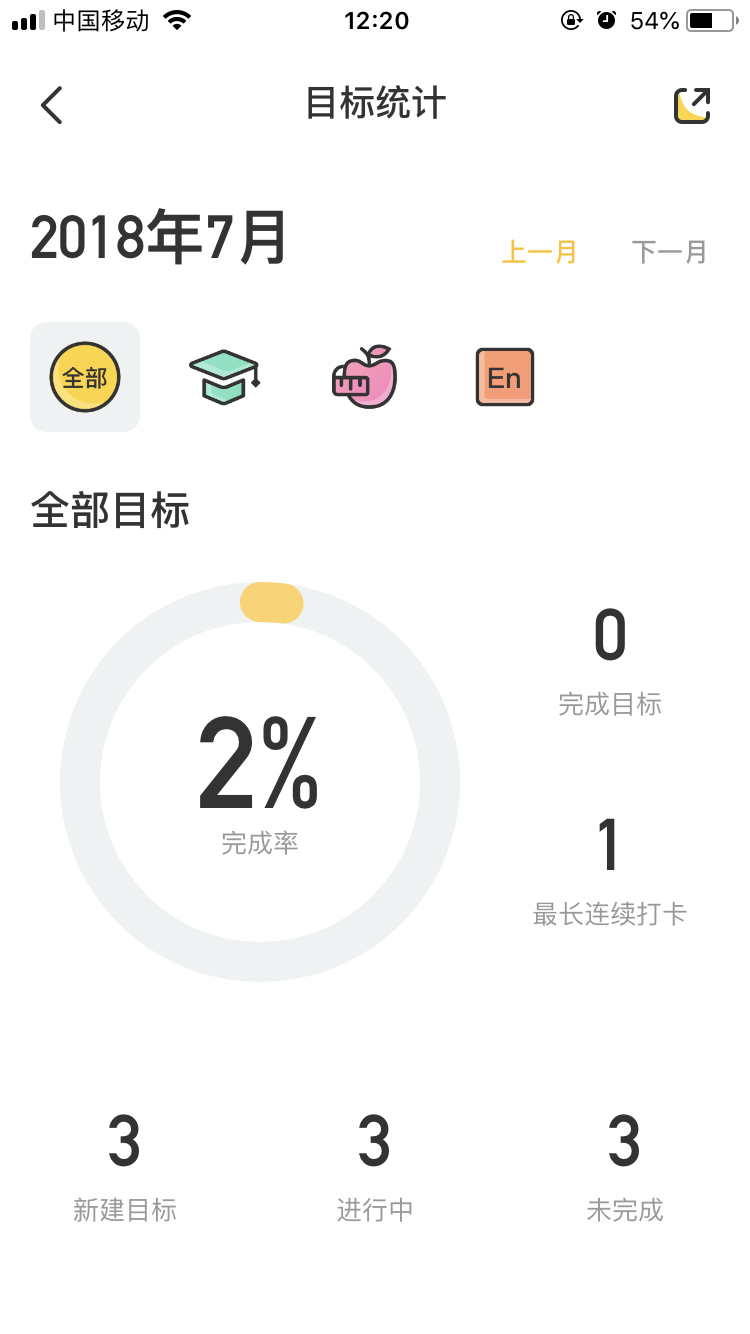 中国移动 12:20 54%
目标统计
2018年7月 上一月 下一月
全部 En
全部目标
0
完成目标
2%
完成率
1
最长连续打卡
3 3 3
新建目标 进行中 未完成